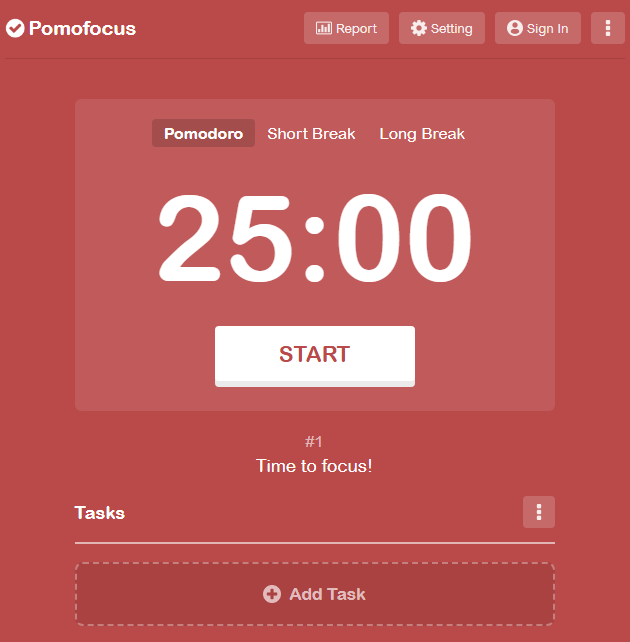 Pomofocus
Report
Setting
Sign In
Pomodoro
Short Break
Long Break
25:00
START
#1
Time to focus!
Tasks
Add Task